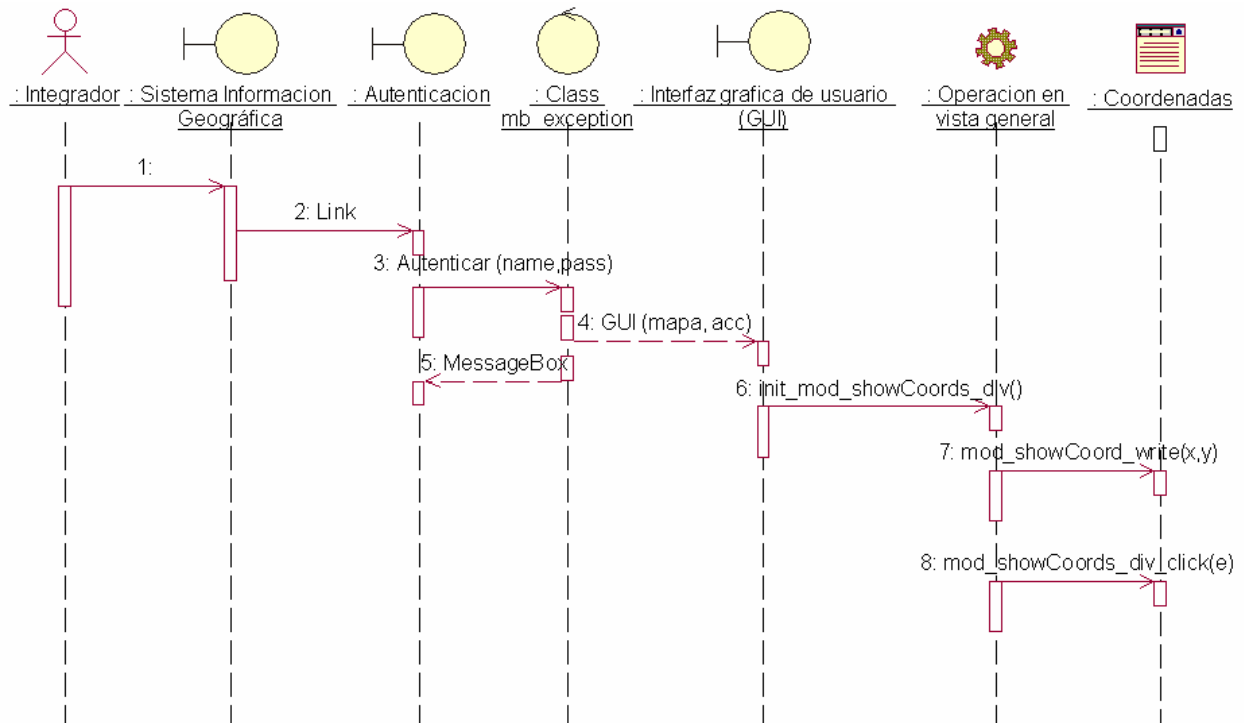 : Integrador
: Sistema Informacion
Geográfica
: Autenticacion
: Class
mb_exception
: Interfaz grafica de usuario
(GUI)
: Operacion en
vista general
: Coordenadas
1:
2: Link
3: Autenticar (name,pass)
4: GUI (mapa, acc)
5: MessageBox
6: init_mod_showCoords_div()
7: mod_showCoord_write(x,y)
8: mod_showCoords_div_click(e)